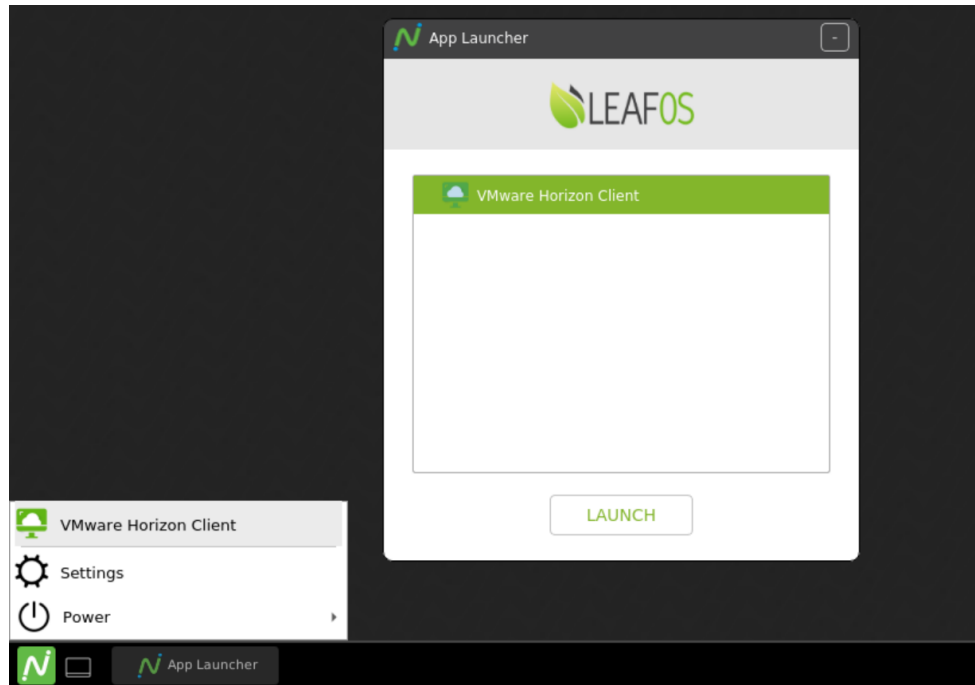 App Launcher
-
LEAFOS
VMware Horizon Client
LAUNCH
VMware Horizon Client
Settings
Power
App Launcher